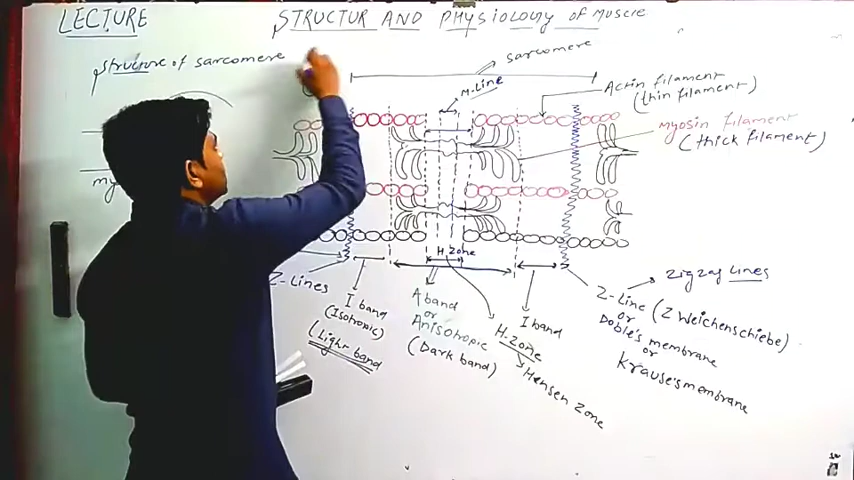 LECTURE
STRUCTUR AND PHYSIOLOGY OF MUSCLE
structure of sarcomere
sarcomere
M-Line
Actin filament
(thin filament)
myosin filament
(thick filament)
my
H Zone
Z-Lines
I band
(Isotropic)
(Light band)
A band
or
Anisotropic
(Dark band)
H-Zone
Hensen Zone
I band
zigzag lines
Z-line (Z Weichenschiebe)
or
Doble's membrane
or
Krause's membrane